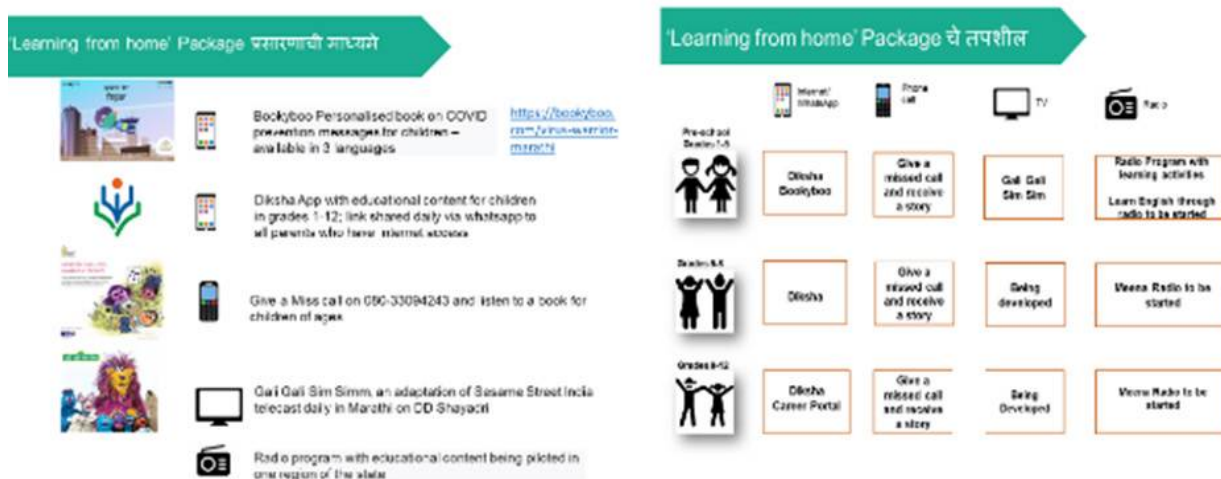 'Learning from home' Package प्रसारणाची माध्यमे
Bookyboo Personalised book on COVID
prevention messages for children –
available in 3 languages
https://bookyboo.
com/virus-warrior-
marathi
Diksha App with educational content for children
in grades 1-12; link shared daily via whatsapp to
all parents who have internet access
Give a Miss call on 080-33094243 and listen to a book for
children of ages
Gali Gali Sim Simm, an adaptation of Sesame Street India
telecast daily in Marathi on DD Shayadri
Radio program with educational content being piloted in
one region of the state
'Learning from home' Package चे तपशील
Internet/
WhatsApp
Phone
call
TV
Radio
Pre-school
Grades 1-5
Diksha
Bookyboo
Give a
missed call
and receive
a story
Gali Gali
Sim Sim
Radio Program with
learning activities
Learn English through
radio to be started
Grades
Diksha
Give a
missed call
and receive
a story
Being
developed
Meena Radio to be
started
Grades
Diksha
Career Portal
Give a
missed call
and receive
a story
Being
Developed
Meena Radio to be
started